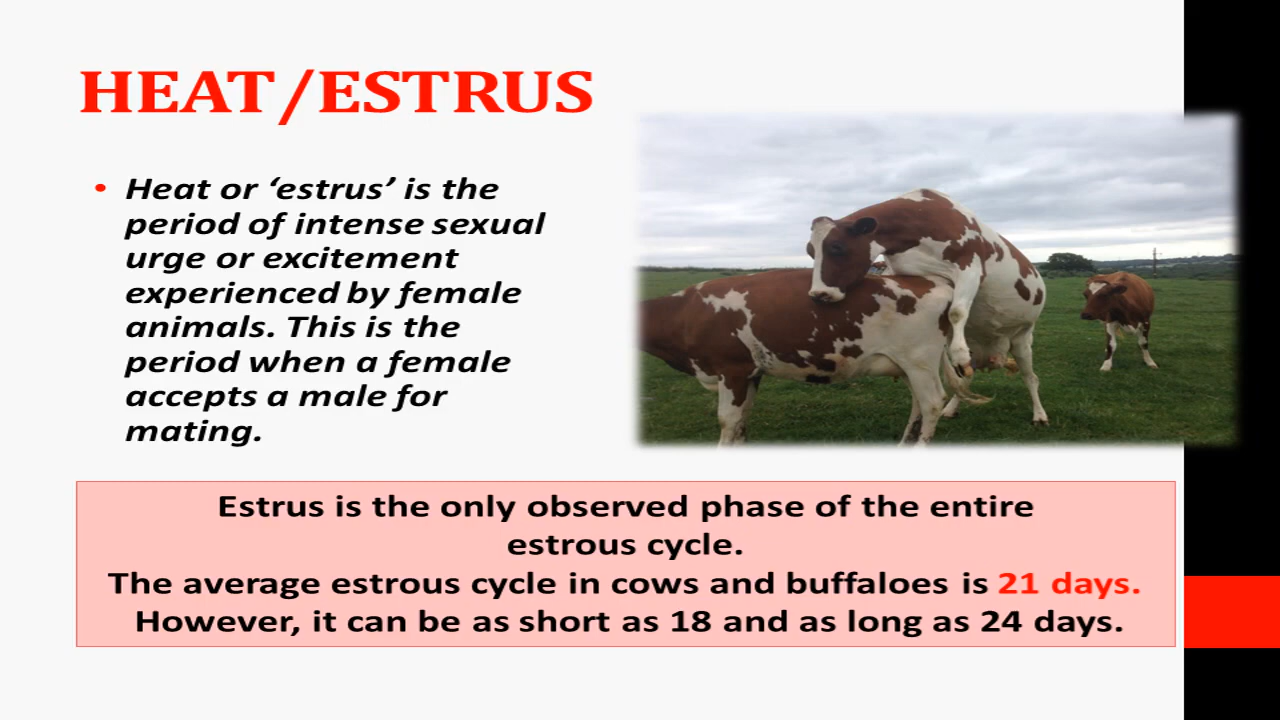 HEAT/ESTRUS
• Heat or ‘estrus’ is the
period of intense sexual
urge or excitement
experienced by female
animals. This is the
period when a female
accepts a male for
mating.
Estrus is the only observed phase of the entire
estrous cycle.
The average estrous cycle in cows and buffaloes is 21 days.
However, it can be as short as 18 and as long as 24 days.